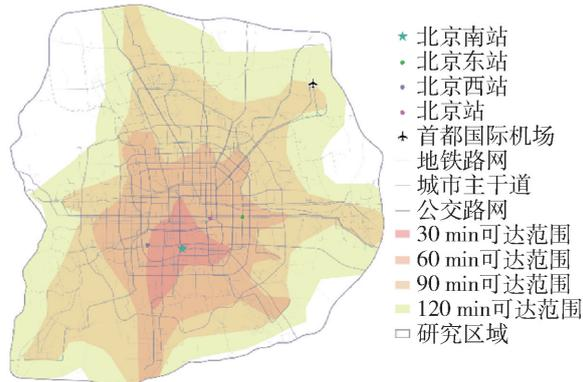 北京南站
北京东站
北京西站
北京站
首都国际机场
地铁路网
城市主干道
公交路网
30 min可达范围
60 min可达范围
90 min可达范围
120 min可达范围
研究区域